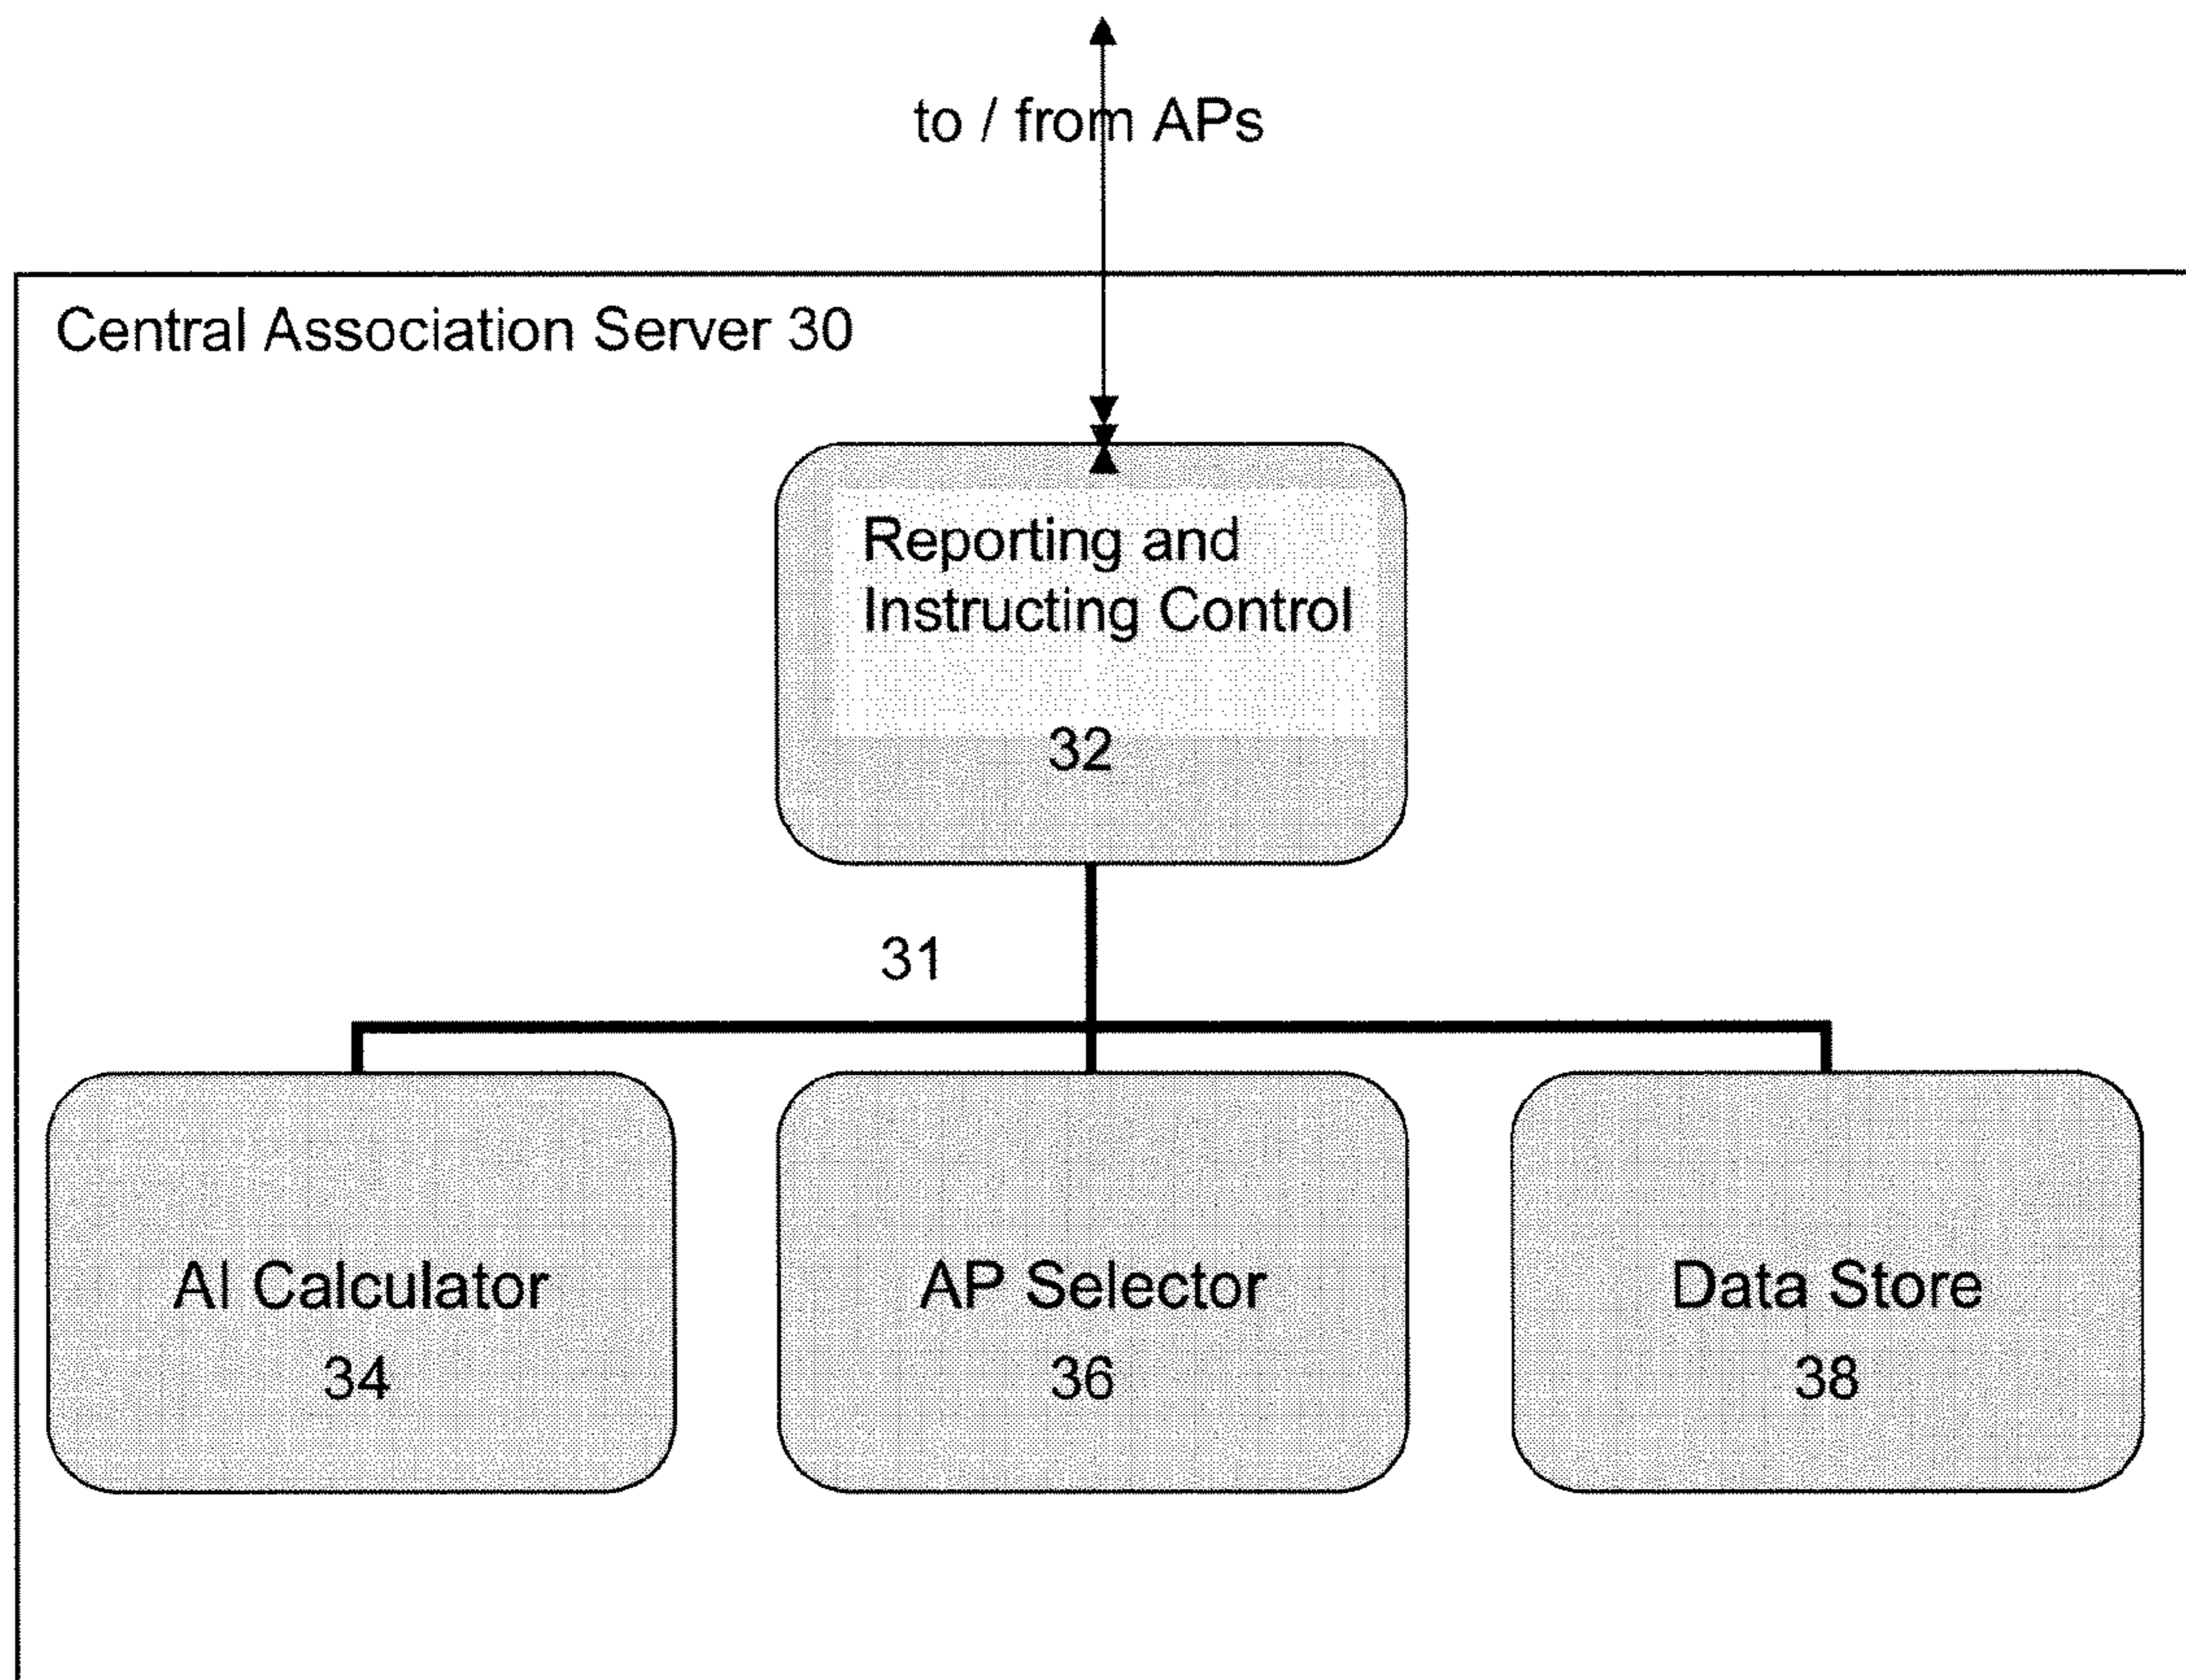 to / from APs
Central Association Server 30
Reporting and
Instructing Control
32
31
AI Calculator
34
AP Selector
36
Data Store
38